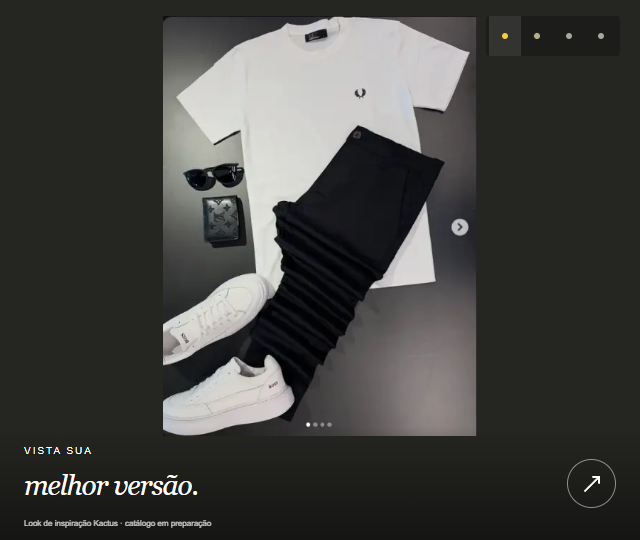 VISTA SUA
melhor versão.
Look de inspiração Kactus · catálogo em preparação